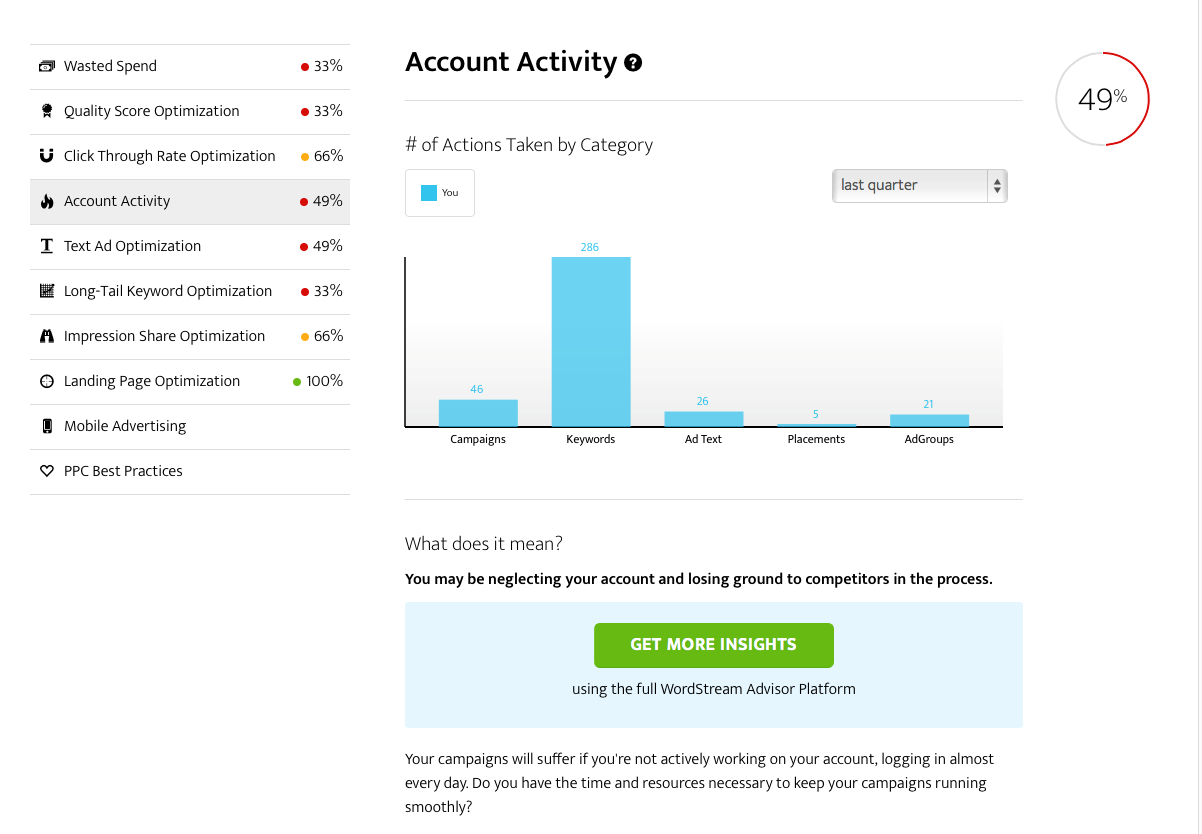 Wasted Spend 33%
Quality Score Optimization 33%
Click Through Rate Optimization 66%
Account Activity 49%
Text Ad Optimization 49%
Long-Tail Keyword Optimization 33%
Impression Share Optimization 66%
Landing Page Optimization 100%
Mobile Advertising
PPC Best Practices
Account Activity ?
49%
# of Actions Taken by Category
You
last quarter
286
46
26
5
21
Campaigns Keywords Ad Text Placements AdGroups
What does it mean?
You may be neglecting your account and losing ground to competitors in the process.
GET MORE INSIGHTS
using the full WordStream Advisor Platform
Your campaigns will suffer if you're not actively working on your account, logging in almost
every day. Do you have the time and resources necessary to keep your campaigns running
smoothly?